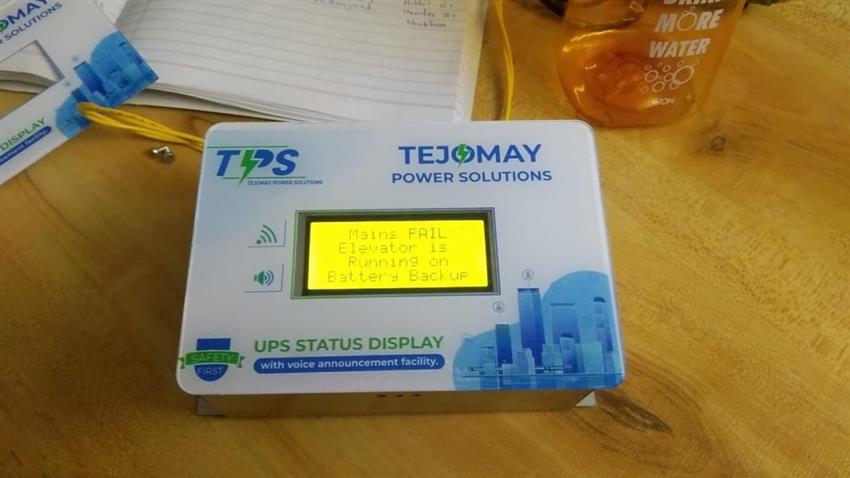 MORE
WATER
DISPLAY
TPS
TEJOMAY POWER SOLUTIONS
TEJOMAY
POWER SOLUTIONS
Mains FAIL
Elevator is
Running on
Battery Backup
UPS STATUS DISPLAY
with voice announcement facility.
SAFETY
FIRST